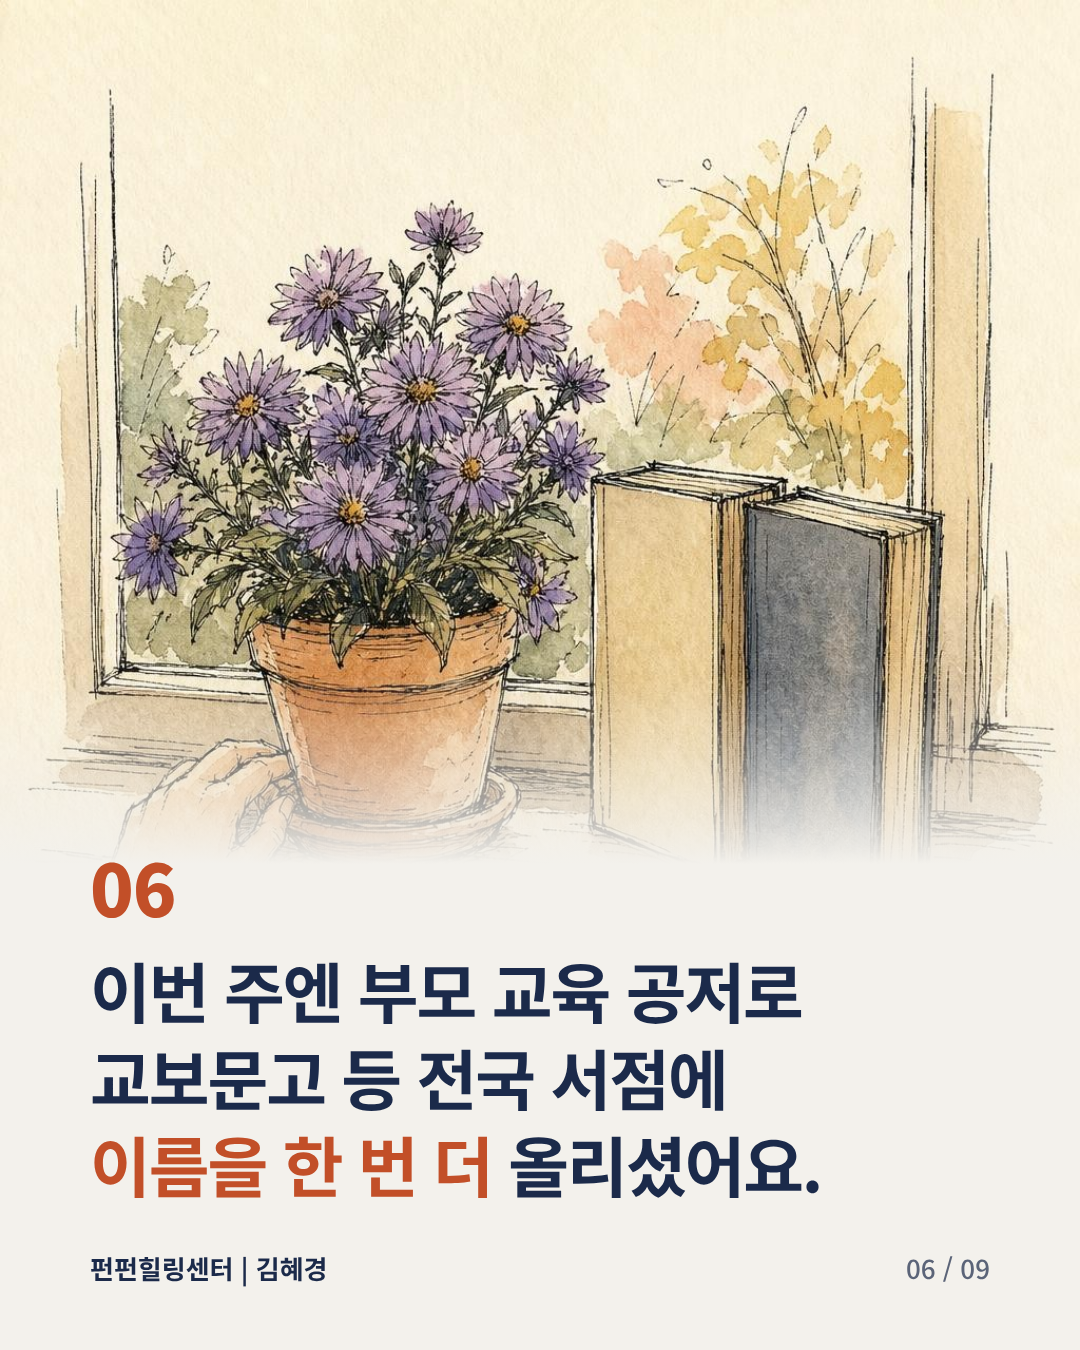 06
이번 주엔 부모 교육 공저로
교보문고 등 전국 서점에
이름을 한 번 더 올리셨어요.
펀펀힐링센터 | 김혜경
06 / 09